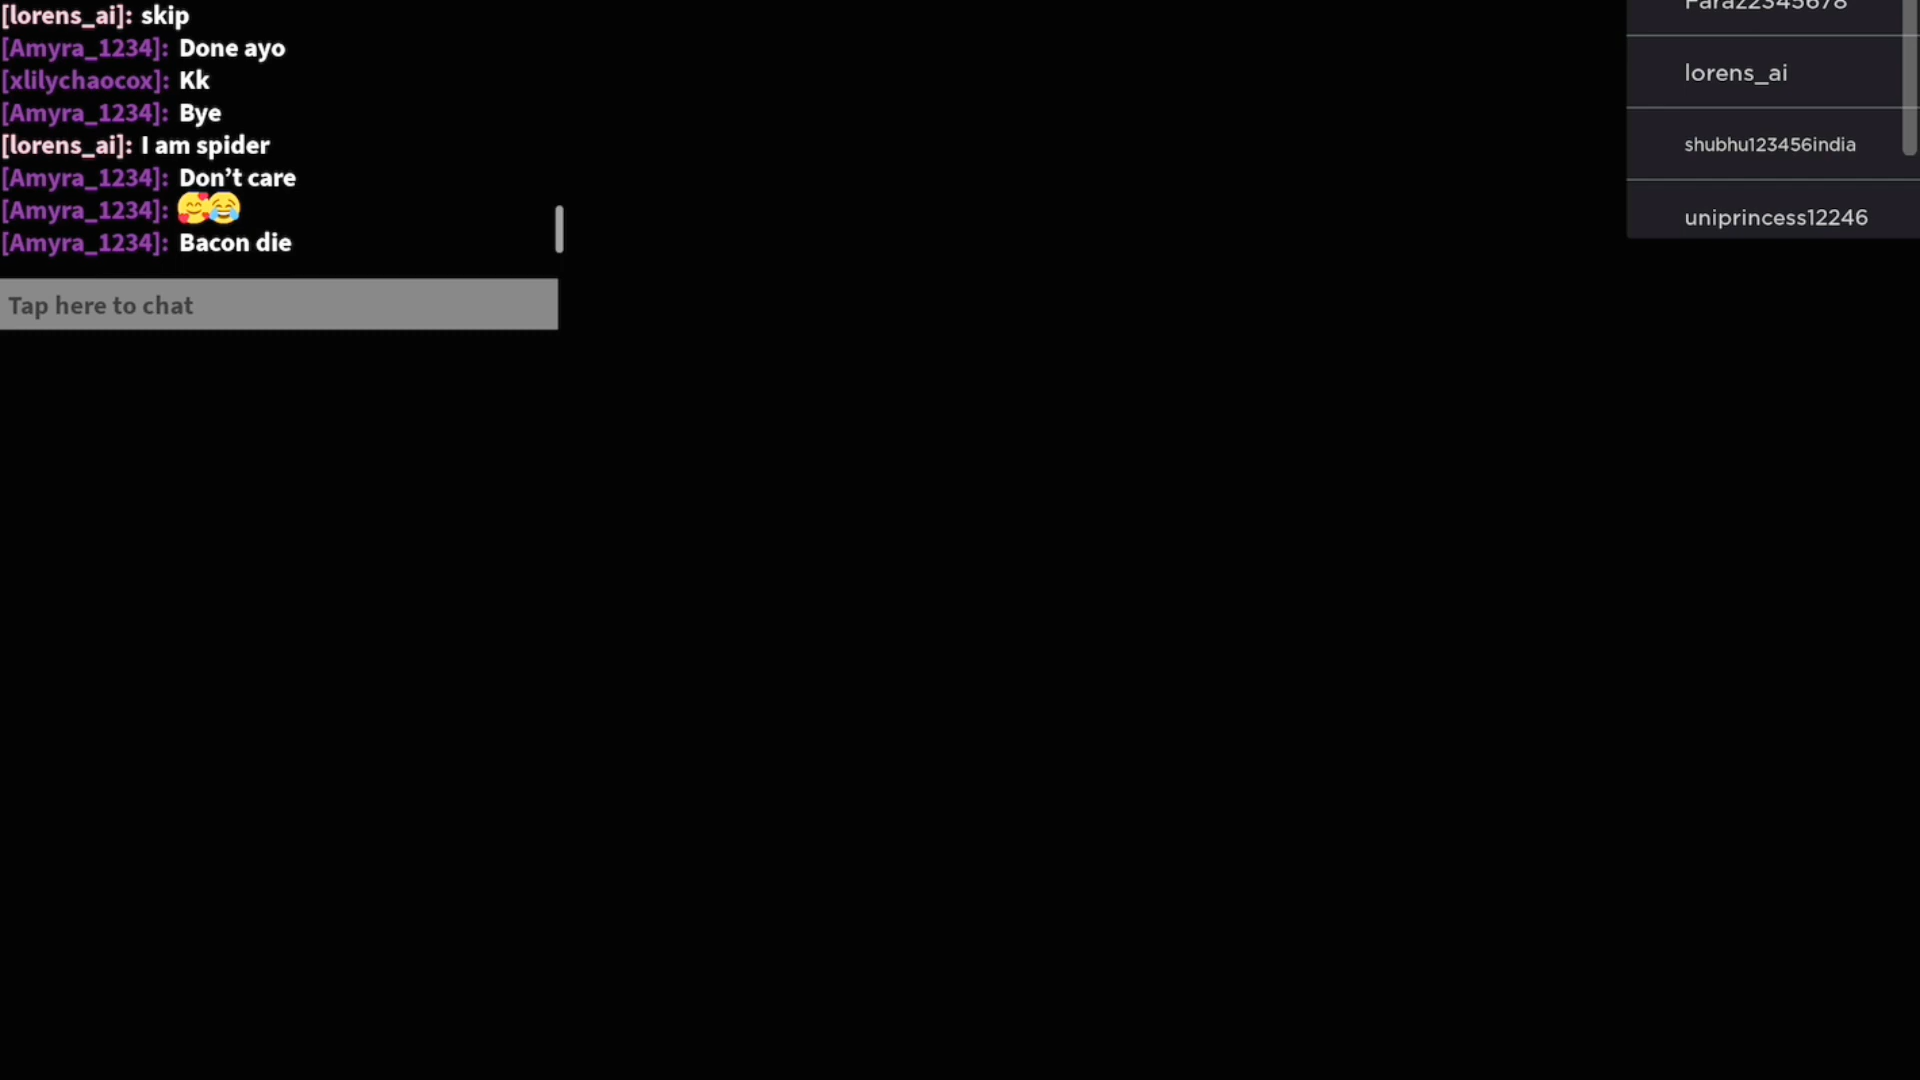 [lorens_ai]: skip
[Amyra_1234]: Done ayo
[xlilychaocox]: Kk
[Amyra_1234]: Bye
[lorens_ai]: I am spider
[Amyra_1234]: Don’t care
[Amyra_1234]: 🥰😂
[Amyra_1234]: Bacon die
Tap here to chat
Faraz2345678
lorens_ai
shubhu123456india
uniprincess12246